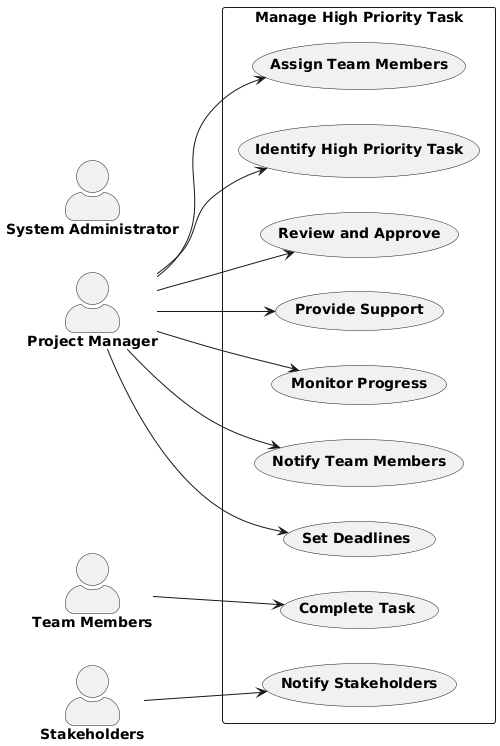 Manage High Priority Task
Assign Team Members
Identify High Priority Task
System Administrator
Review and Approve
Provide Support
Project Manager
Monitor Progress
Notify Team Members
Set Deadlines
Complete Task
Team Members
Notify Stakeholders
Stakeholders